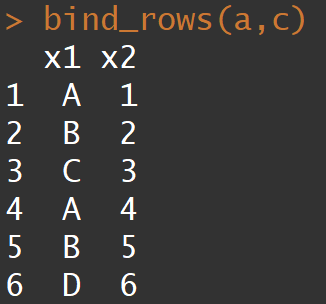 > bind_rows(a,c)
x1 x2
1 A 1
2 B 2
3 C 3
4 A 4
5 B 5
6 D 6